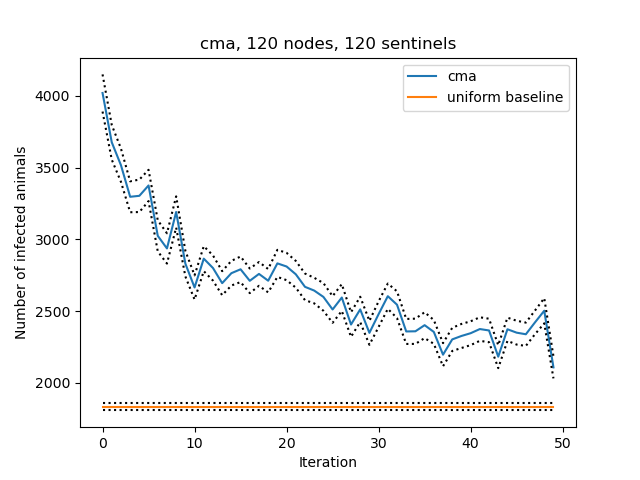 cma, 120 nodes, 120 sentinels
cma
uniform baseline
Number of infected animals
4000
3500
3000
2500
2000
0 10 20 30 40 50
Iteration